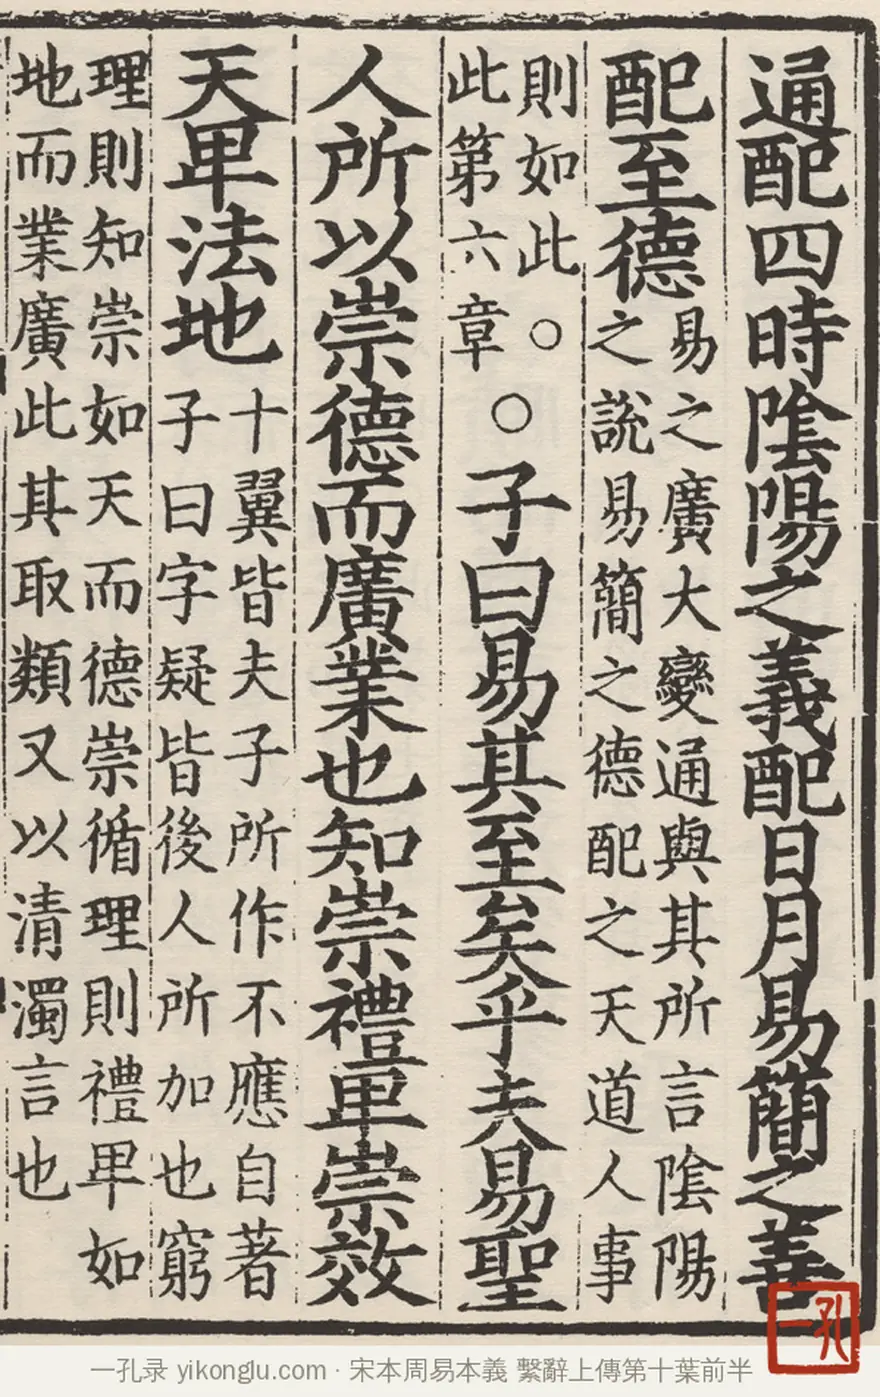 通配四時陰陽之義配日月易簡之善
配至德易之廣大變通與其所言陰陽
之説易簡之德配之天道人事
則如此○
此第六章
○子曰易其至矣乎夫易聖
人所以崇德而廣業也知崇禮卑崇效
天卑法地十翼皆夫子所作不應自著
子曰字疑皆後人所加也窮
理則知崇如天而德崇循理則禮卑如
地而業廣此其取類又以清濁言也
一孔
一孔录 yikonglu.com · 宋本周易本義 繫辭上傳第十葉前半